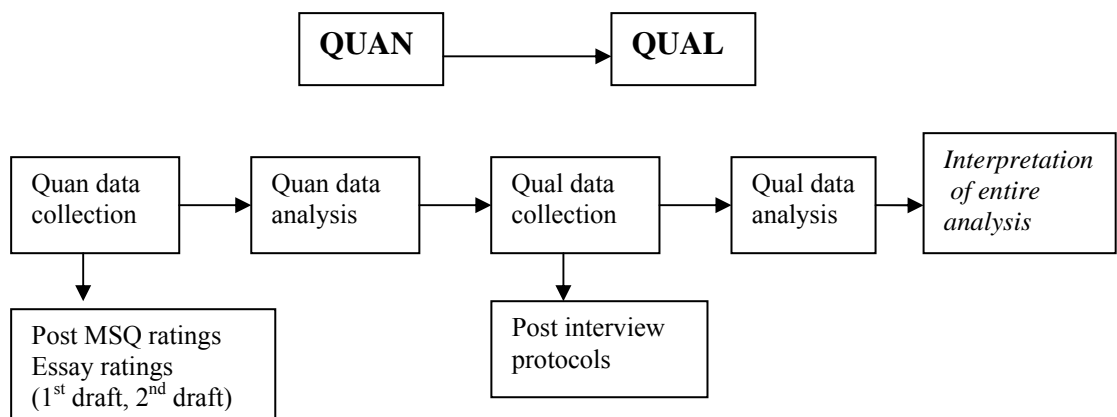 QUAN
QUAL
Quan data
collection
Quan data
analysis
Qual data
collection
Qual data
analysis
Interpretation
of entire
analysis
Post MSQ ratings
Essay ratings
(1st draft, 2nd draft)
Post interview
protocols